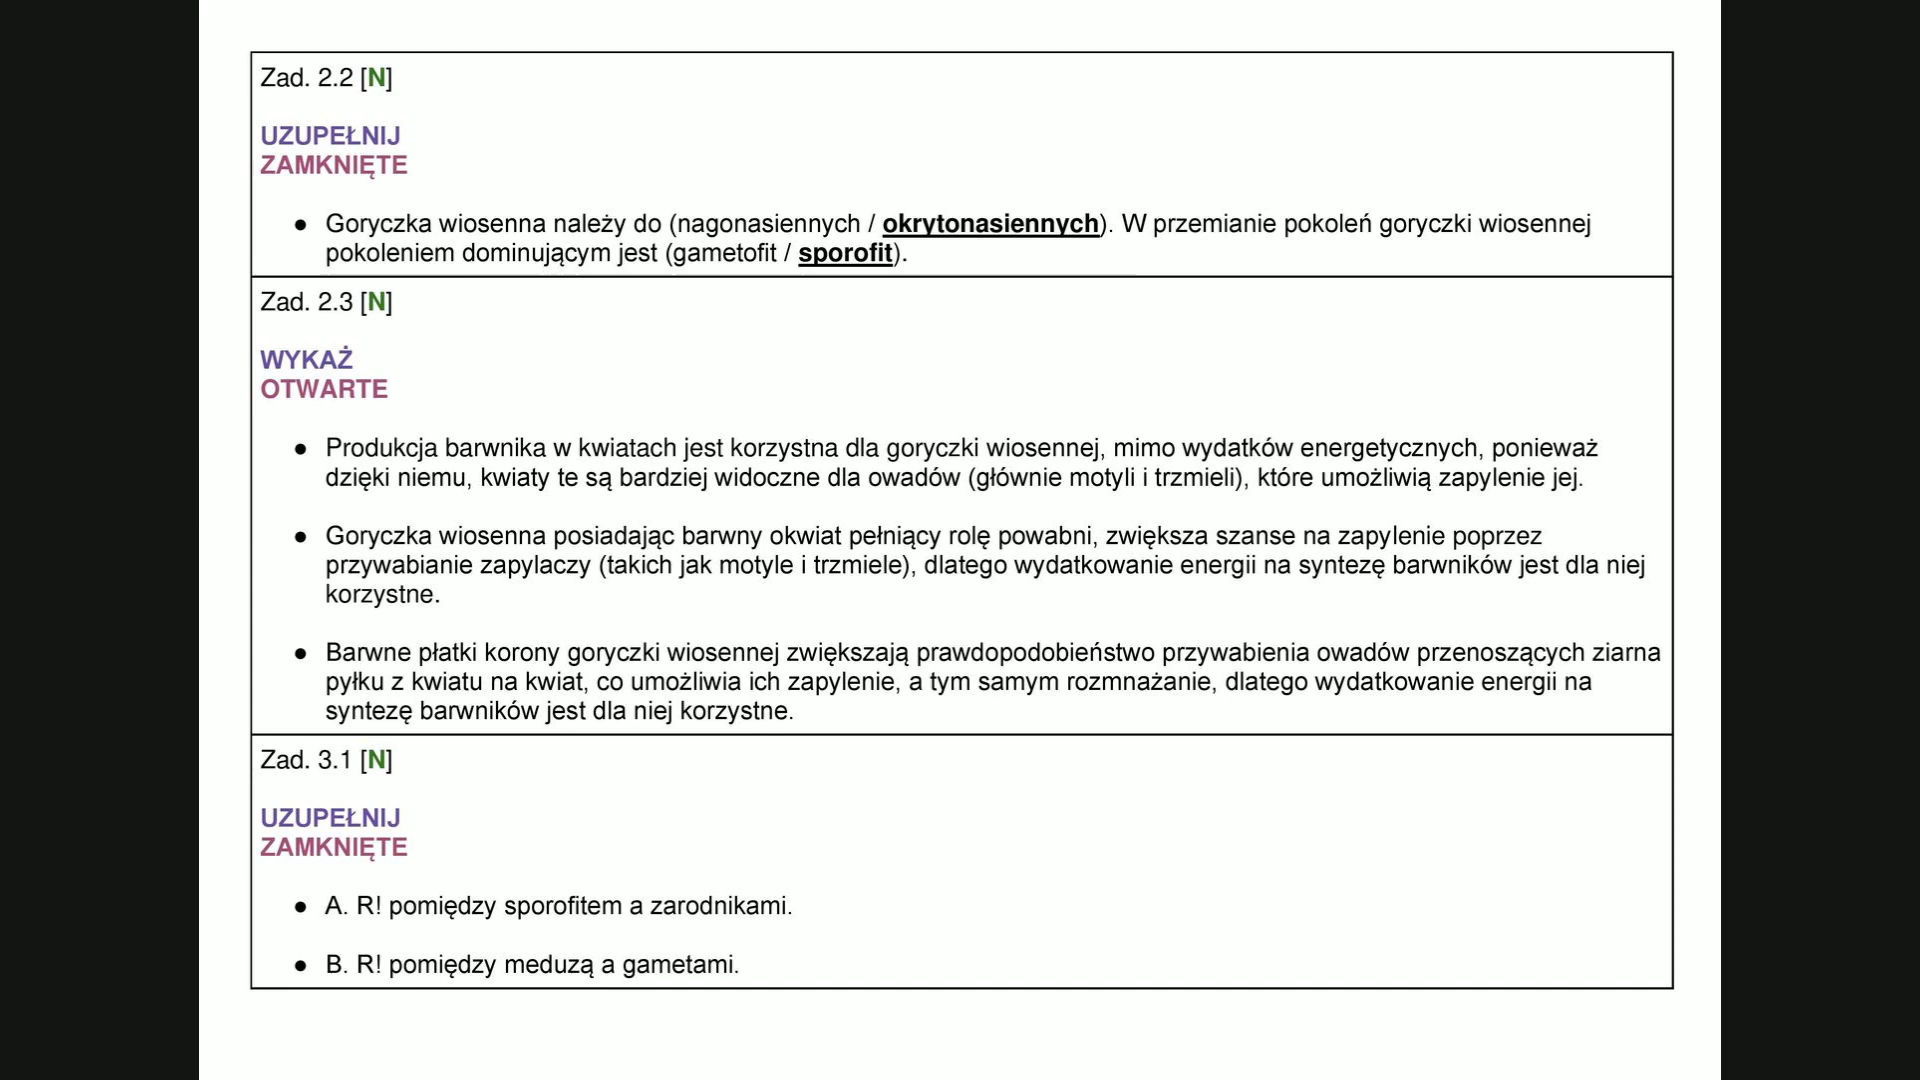 Zad. 2.2 [N]
UZUPEŁNIJ
ZAMKNIĘTE
● Goryczka wiosenna należy do (nagonasiennych / okrytonasiennych). W przemianie pokoleń goryczki wiosennej
pokoleniem dominującym jest (gametofit / sporofit).
Zad. 2.3 [N]
WYKAŻ
OTWARTE
● Produkcja barwnika w kwiatach jest korzystna dla goryczki wiosennej, mimo wydatków energetycznych, ponieważ
dzięki niemu, kwiaty te są bardziej widoczne dla owadów (głównie motyli i trzmieli), które umożliwią zapylenie jej.
● Goryczka wiosenna posiadając barwny okwiat pełniący rolę powabni, zwiększa szanse na zapylenie poprzez
przywabianie zapylaczy (takich jak motyle i trzmiele), dlatego wydatkowanie energii na syntezę barwników jest dla niej
korzystne.
● Barwne płatki korony goryczki wiosennej zwiększają prawdopodobieństwo przywabienia owadów przenoszących ziarna
pyłku z kwiatu na kwiat, co umożliwia ich zapylenie, a tym samym rozmnażanie, dlatego wydatkowanie energii na
syntezę barwników jest dla niej korzystne.
Zad. 3.1 [N]
UZUPEŁNIJ
ZAMKNIĘTE
● A. R! pomiędzy sporofitem a zarodnikami.
● B. R! pomiędzy meduzą a gametami.